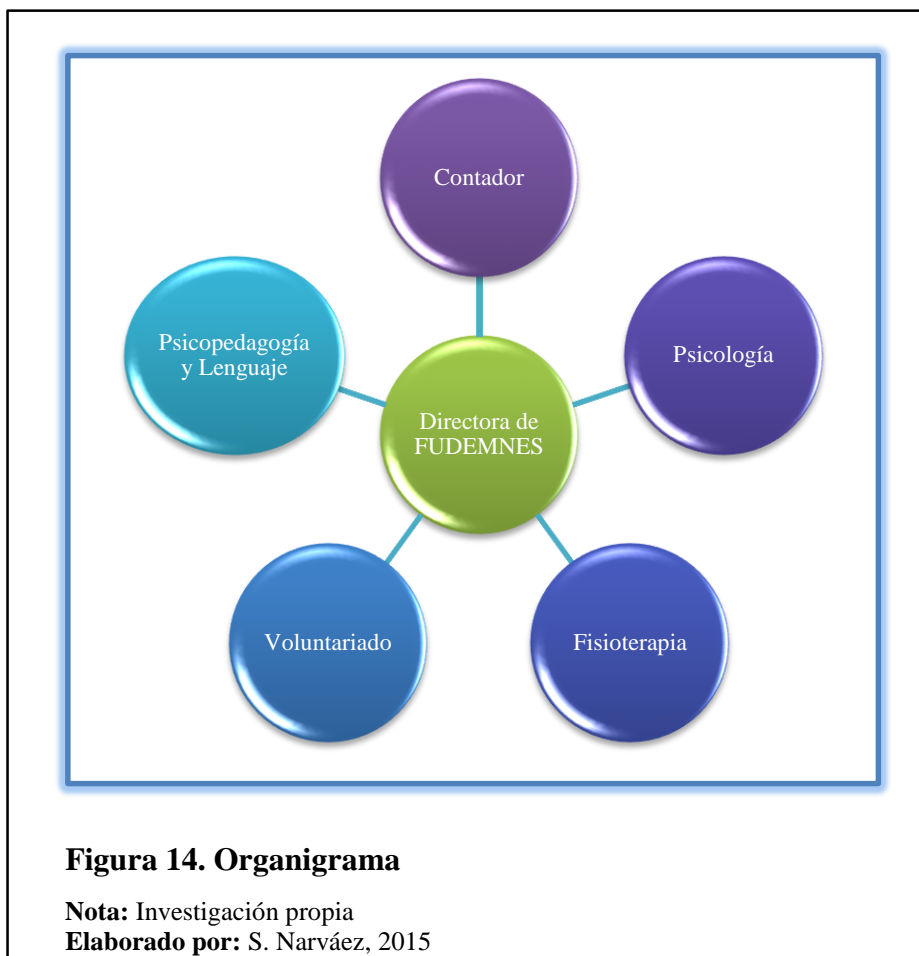 Contador
Psicopedagogía
y Lenguaje
Psicología
Directora de
FUDEMNES
Voluntariado
Fisioterapia
Figura 14. Organigrama
Nota: Investigación propia
Elaborado por: S. Narváez, 2015